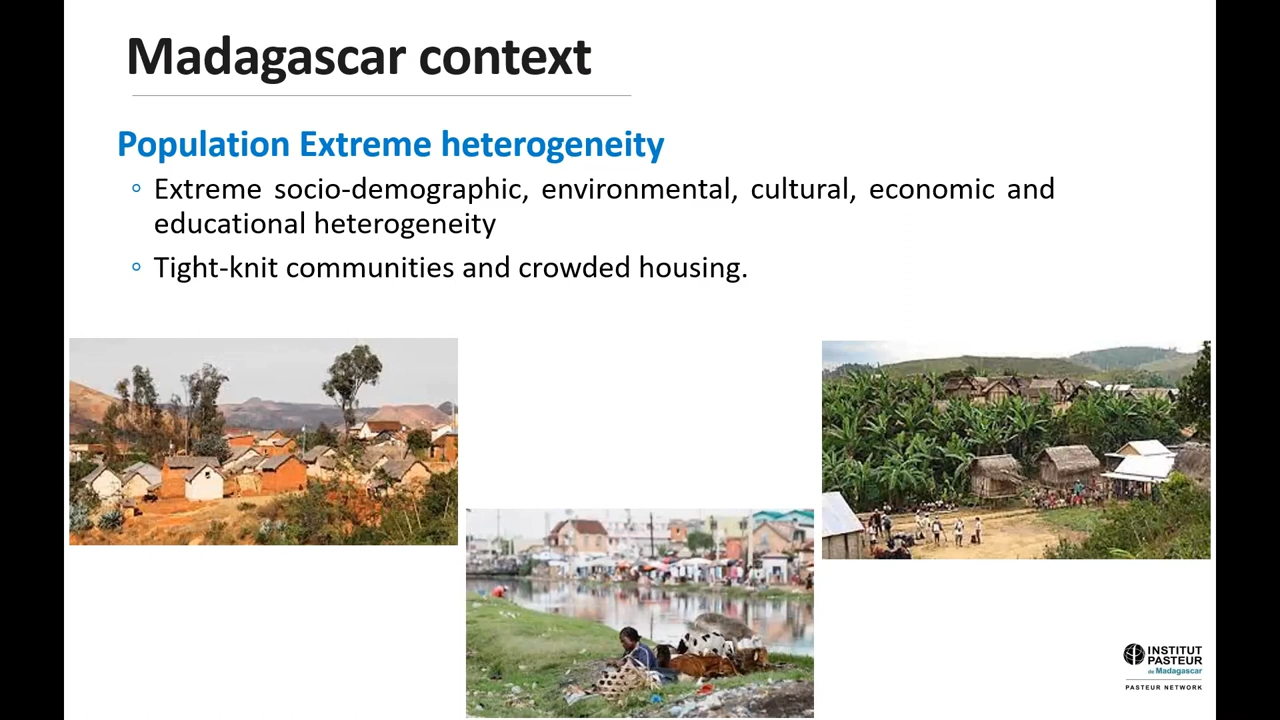 Madagascar context
Population Extreme heterogeneity
Extreme socio-demographic, environmental, cultural, economic and
educational heterogeneity
Tight-knit communities and crowded housing.
INSTITUT
PASTEUR
de Madagascar
PASTEUR NETWORK